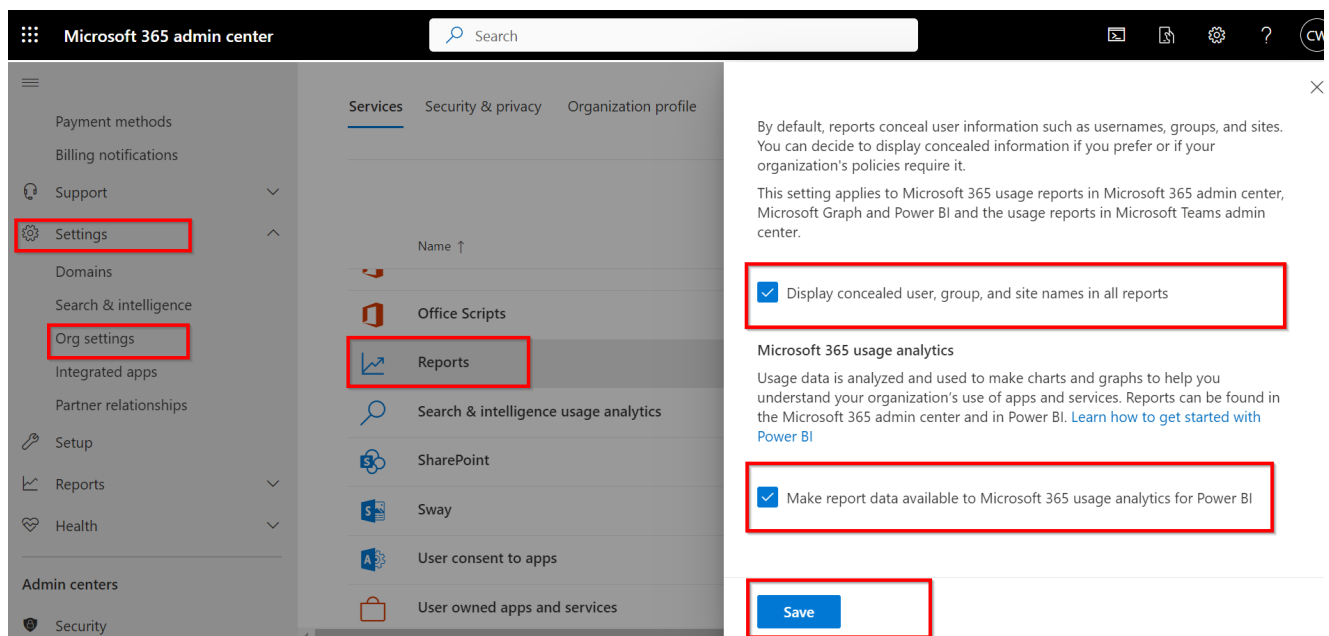 Microsoft 365 admin center
Search
CW
Payment methods
Billing notifications
Support
Settings
Domains
Search & intelligence
Org settings
Integrated apps
Partner relationships
Setup
Reports
Health
Admin centers
Security
Services
Security & privacy
Organization profile
Name ↑
Office Scripts
Reports
Search & intelligence usage analytics
SharePoint
Sway
User consent to apps
User owned apps and services
By default, reports conceal user information such as usernames, groups, and sites.
You can decide to display concealed information if you prefer or if your
organization's policies require it.
This setting applies to Microsoft 365 usage reports in Microsoft 365 admin center,
Microsoft Graph and Power BI and the usage reports in Microsoft Teams admin
center.
Display concealed user, group, and site names in all reports
Microsoft 365 usage analytics
Usage data is analyzed and used to make charts and graphs to help you
understand your organization’s use of apps and services. Reports can be found in
the Microsoft 365 admin center and in Power BI. Learn how to get started with
Power BI
Make report data available to Microsoft 365 usage analytics for Power BI
Save